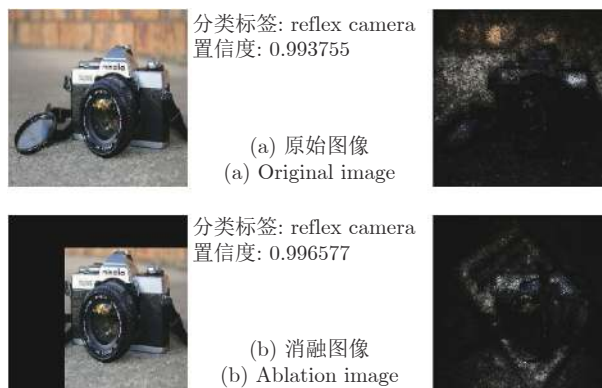 分类标签: reflex camera
置信度: 0.993755
(a) 原始图像
(a) Original image
分类标签: reflex camera
置信度: 0.996577
(b) 消融图像
(b) Ablation image